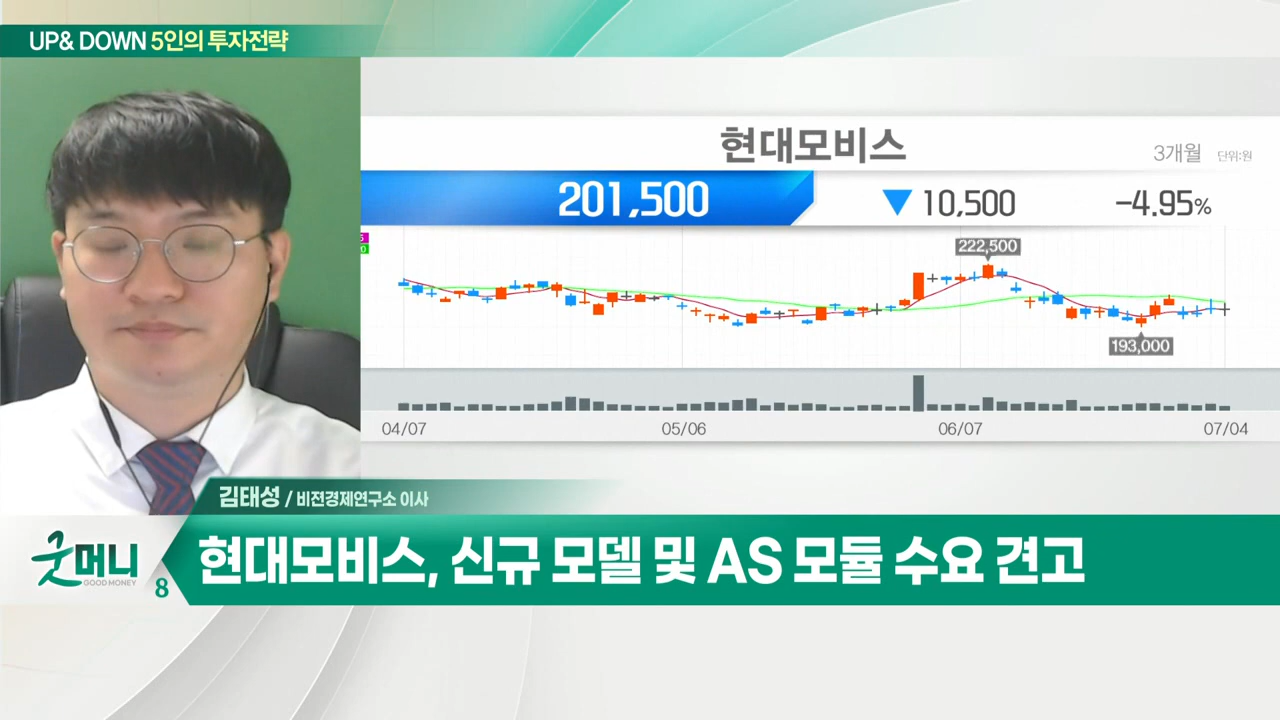 UP& DOWN 5인의 투자전략
현대모비스
3개월 단위:원
201,500 ▼ 10,500 -4.95%
222,500
193,000
04/07 05/06 06/07 07/04
김태성 / 비젼경제연구소 이사
굿머니
GOOD MONEY
8
현대모비스, 신규 모델 및 AS 모듈 수요 견고